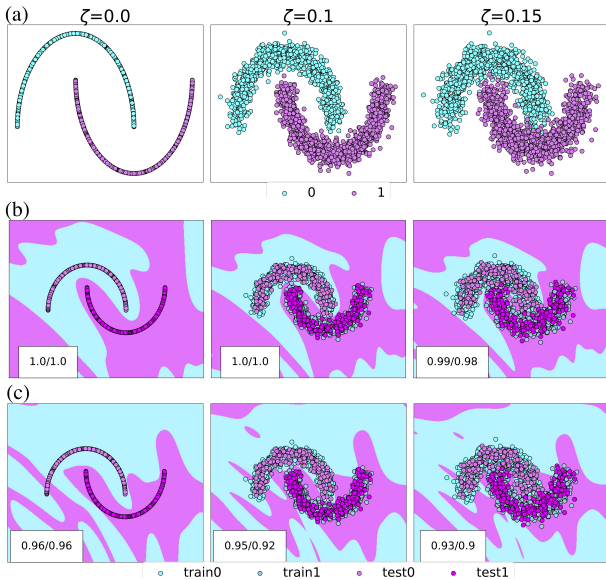 (a) ζ=0.0 ζ=0.1 ζ=0.15
0 1
(b)
1.0/1.0 1.0/1.0 0.99/0.98
(c)
0.96/0.96 0.95/0.92 0.93/0.9
train0 train1 test0 test1